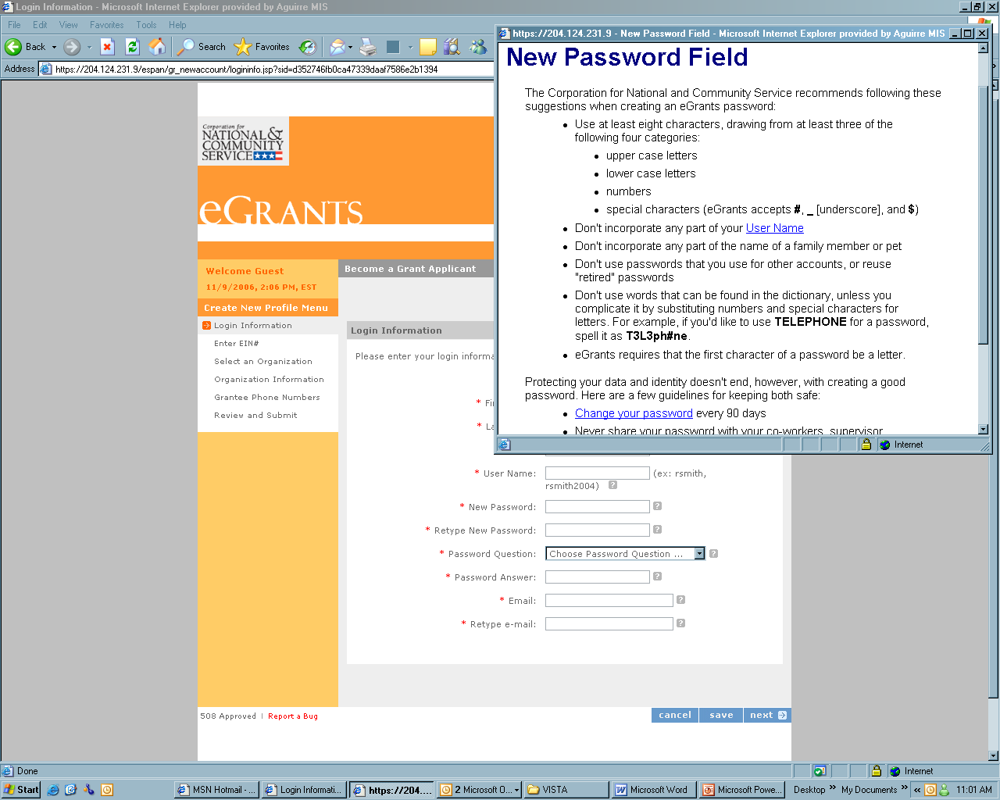 Login Information - Microsoft Internet Explorer provided by Aguirre MIS
File Edit View Favorites Tools Help
Back Search Favorites
Address https://204.124.231.9/espan/gr_newaccount/logininfo.jsp?sid=d352746fb0ca47339daaf7586e2b1394
Corporation for
NATIONAL &
COMMUNITY
SERVICE
eGRANTS
Welcome Guest
11/9/2006, 2:06 PM, EST
Create New Profile Menu
Login Information
Enter EIN#
Select an Organization
Organization Information
Grantee Phone Numbers
Review and Submit
Become a Grant Applicant
Login Information
Please enter your login informa
* Fir
* La
* User Name: (ex: rsmith,
rsmith2004) ?
* New Password: ?
* Retype New Password: ?
* Password Question: Choose Password Question ... ?
* Password Answer: ?
* Email: ?
* Retype e-mail: ?
508 Approved | Report a Bug
cancel save next
https://204.124.231.9 - New Password Field - Microsoft Internet Explorer provided by Aguirre MIS
New Password Field
The Corporation for National and Community Service recommends following these
suggestions when creating an eGrants password:
• Use at least eight characters, drawing from at least three of the
following four categories:
• upper case letters
• lower case letters
• numbers
• special characters (eGrants accepts #, _ [underscore], and $)
• Don't incorporate any part of your User Name
• Don't incorporate any part of the name of a family member or pet
• Don't use passwords that you use for other accounts, or reuse
"retired" passwords
• Don't use words that can be found in the dictionary, unless you
complicate it by substituting numbers and special characters for
letters. For example, if you'd like to use TELEPHONE for a password,
spell it as T3L3ph#ne.
• eGrants requires that the first character of a password be a letter.
Protecting your data and identity doesn't end, however, with creating a good
password. Here are a few guidelines for keeping both safe:
• Change your password every 90 days
• Never share your password with your co-workers, supervisor,
Internet
Done Internet
Start MSN Hotmail - ... Login Informati... https://204.... 2 Microsoft O... VISTA Microsoft Word Microsoft Powe... Desktop » My Documents » « 11:01 AM